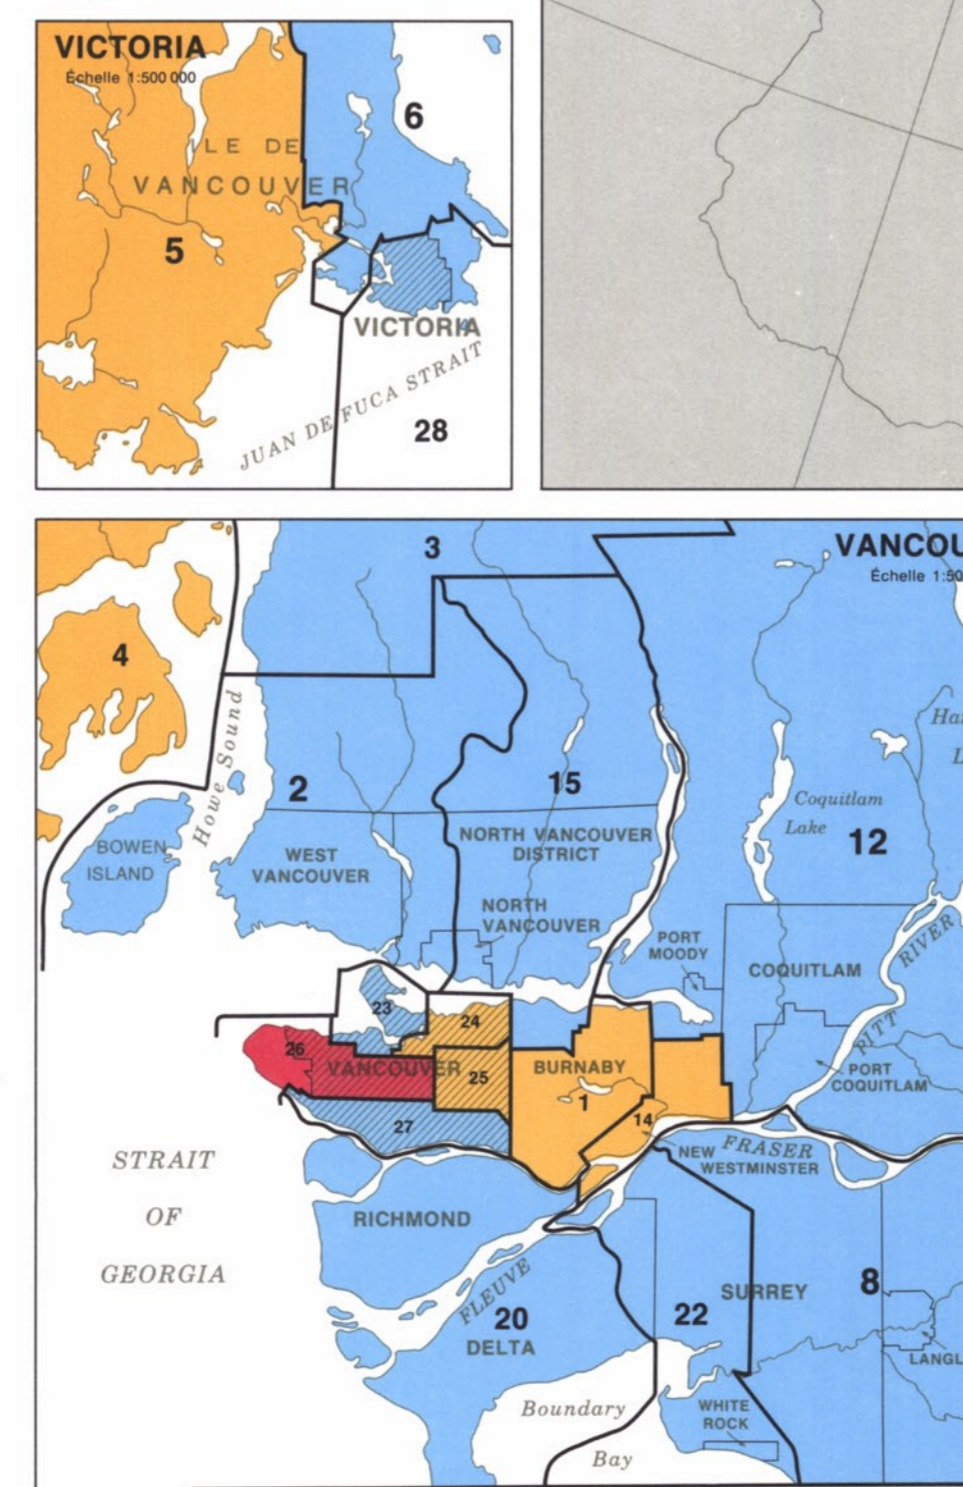 VICTORIA
Échelle 1:500 000
6
ILE DE
VANCOUVER
5
VICTORIA
JUAN DE FUCA STRAIT
28
3
VANCOU
Échelle 1:50
4
Howe Sound
Ha
L
2
15
Coquitlam
Lake
12
BOWEN
ISLAND
WEST
VANCOUVER
NORTH VANCOUVER
DISTRICT
NORTH
VANCOUVER
PORT
MOODY
COQUITLAM
PITT RIVER
23
24
26
VANCOUVER
25
BURNABY
1
PORT
COQUITLAM
14
27
NEW
WESTMINSTER
FRASER
STRAIT
OF
GEORGIA
RICHMOND
FLEUVE
20
DELTA
22
SURREY
8
LANGL
Boundary
Bay
WHITE
ROCK